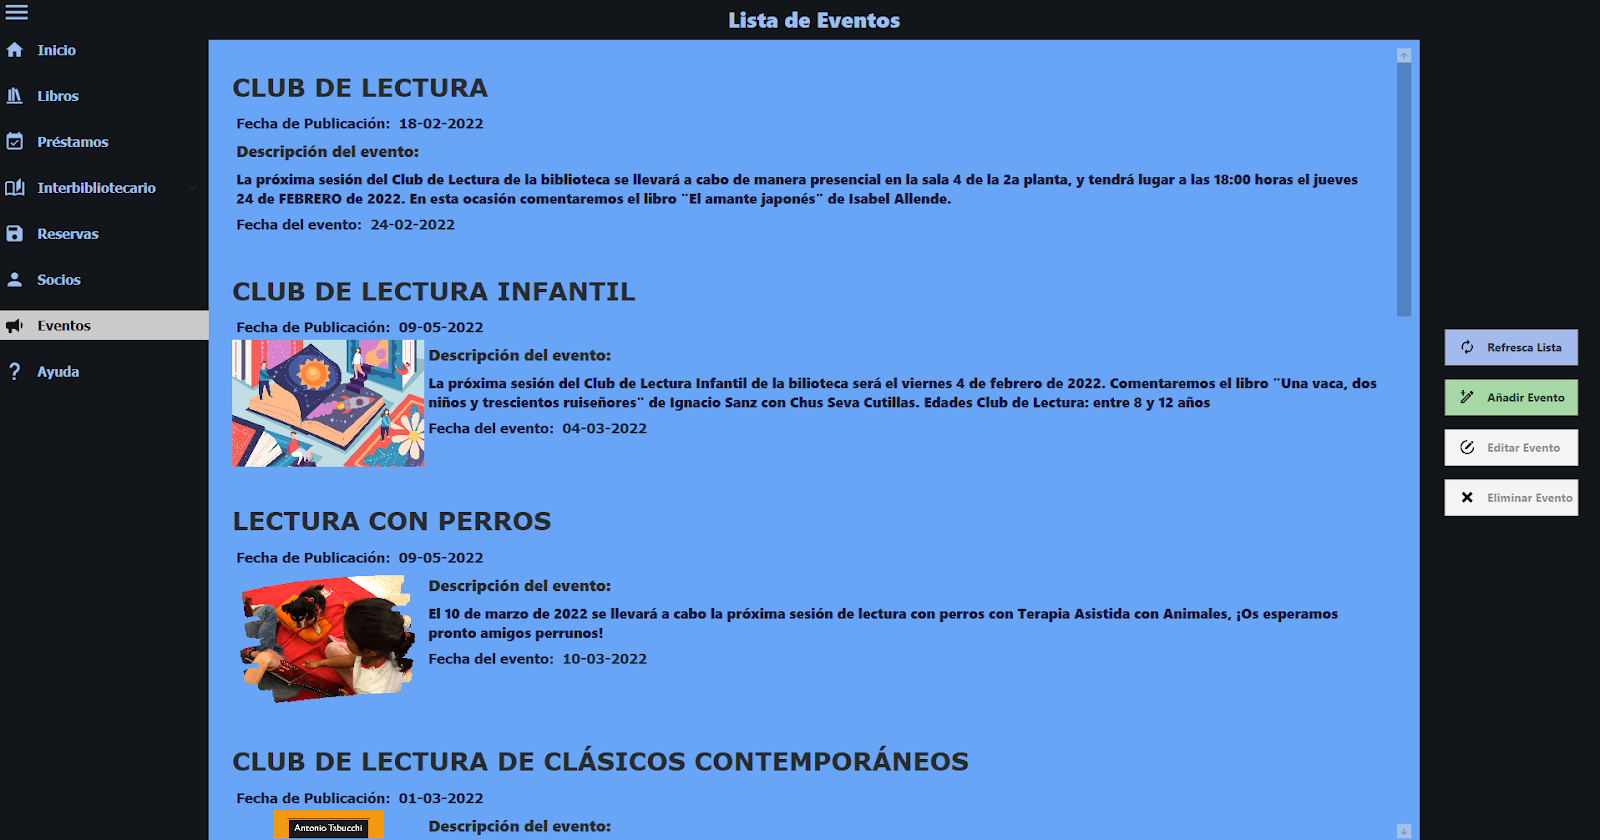 Lista de Eventos
Inicio
Libros
Préstamos
Interbibliotecario
Reservas
Socios
Eventos
Ayuda
CLUB DE LECTURA
Fecha de Publicación: 18-02-2022
Descripción del evento:
La próxima sesión del Club de Lectura de la biblioteca se llevará a cabo de manera presencial en la sala 4 de la 2a planta, y tendrá lugar a las 18:00 horas el jueves
24 de FEBRERO de 2022. En esta ocasión comentaremos el libro ¨El amante japonés¨ de Isabel Allende.
Fecha del evento: 24-02-2022
CLUB DE LECTURA INFANTIL
Fecha de Publicación: 09-05-2022
Descripción del evento:
La próxima sesión del Club de Lectura Infantil de la bilioteca será el viernes 4 de febrero de 2022. Comentaremos el libro ¨Una vaca, dos
niños y trescientos ruiseñores¨ de Ignacio Sanz con Chus Seva Cutillas. Edades Club de Lectura: entre 8 y 12 años
Fecha del evento: 04-03-2022
LECTURA CON PERROS
Fecha de Publicación: 09-05-2022
Descripción del evento:
El 10 de marzo de 2022 se llevará a cabo la próxima sesión de lectura con perros con Terapia Asistida con Animales, ¡Os esperamos
pronto amigos perrunos!
Fecha del evento: 10-03-2022
CLUB DE LECTURA DE CLÁSICOS CONTEMPORÁNEOS
Fecha de Publicación: 01-03-2022
Antonio Tabucchi
Descripción del evento:
Refresca Lista
Añadir Evento
Editar Evento
Eliminar Evento